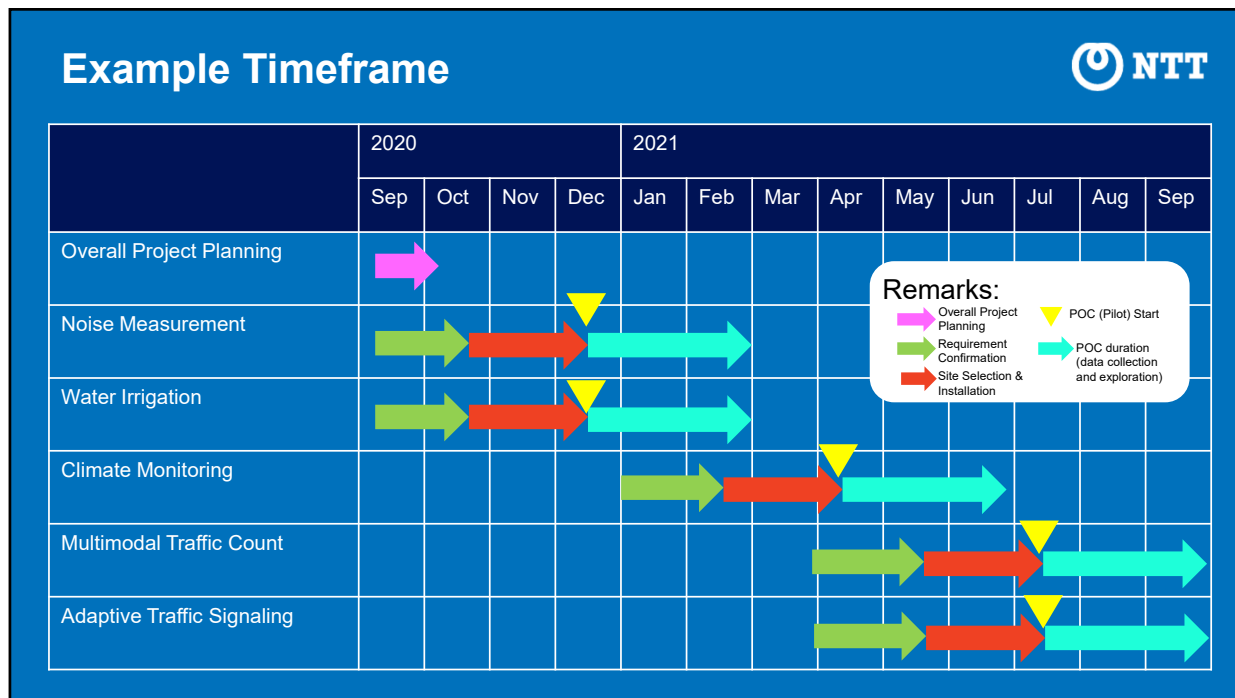 Example Timeframe
NTT
2020
2021
Sep
Oct
Nov
Dec
Jan
Feb
Mar
Apr
May
Jun
Jul
Aug
Sep
Overall Project Planning
Noise Measurement
Water Irrigation
Climate Monitoring
Multimodal Traffic Count
Adaptive Traffic Signaling
Remarks:
Overall Project
Planning
Requirement
Confirmation
Site Selection &
Installation
POC (Pilot) Start
POC duration
(data collection
and exploration)